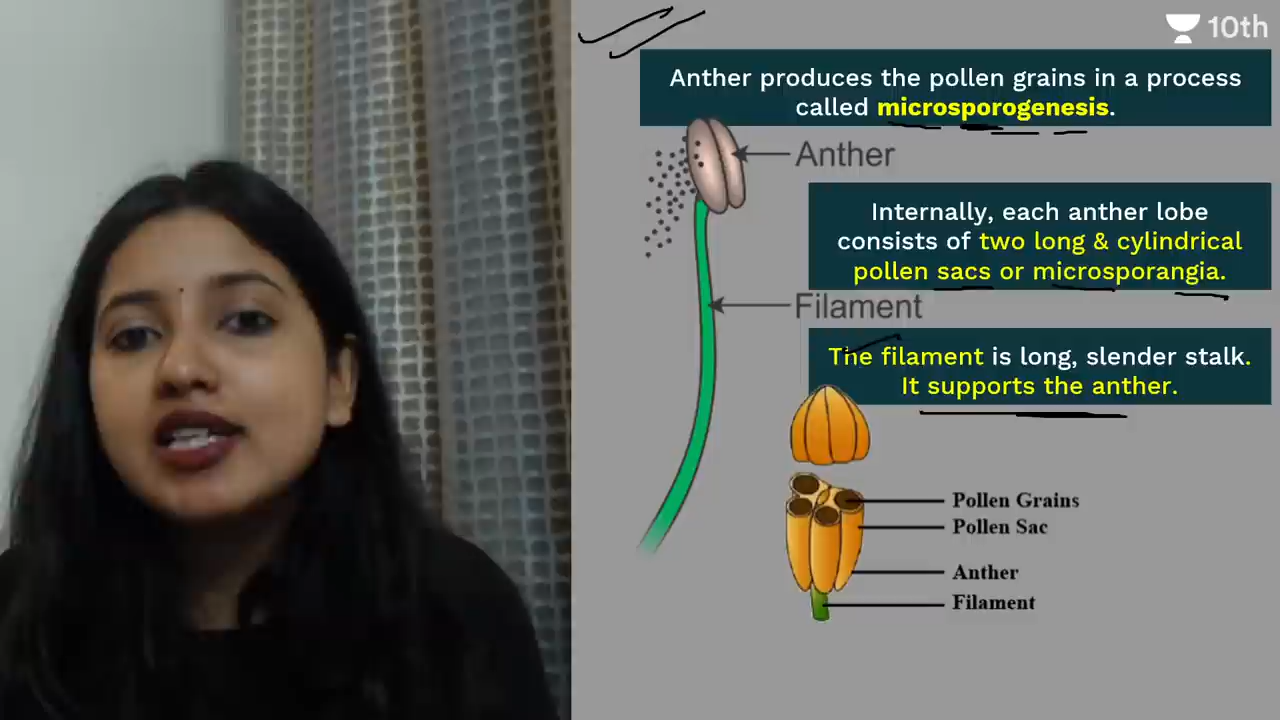 10th
Anther produces the pollen grains in a process
called microsporogenesis.
Anther
Internally, each anther lobe
consists of two long & cylindrical
pollen sacs or microsporangia.
Filament
The filament is long, slender stalk.
It supports the anther.
Pollen Grains
Pollen Sac
Anther
Filament